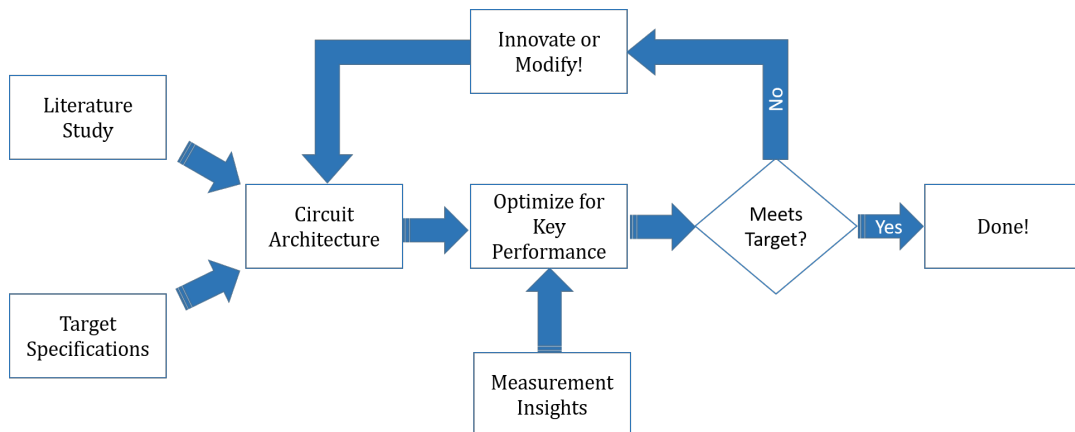 Innovate or
Modify!
Literature
Study
No
Circuit
Architecture
Optimize for
Key
Performance
Meets
Target?
Yes
Done!
Target
Specifications
Measurement
Insights